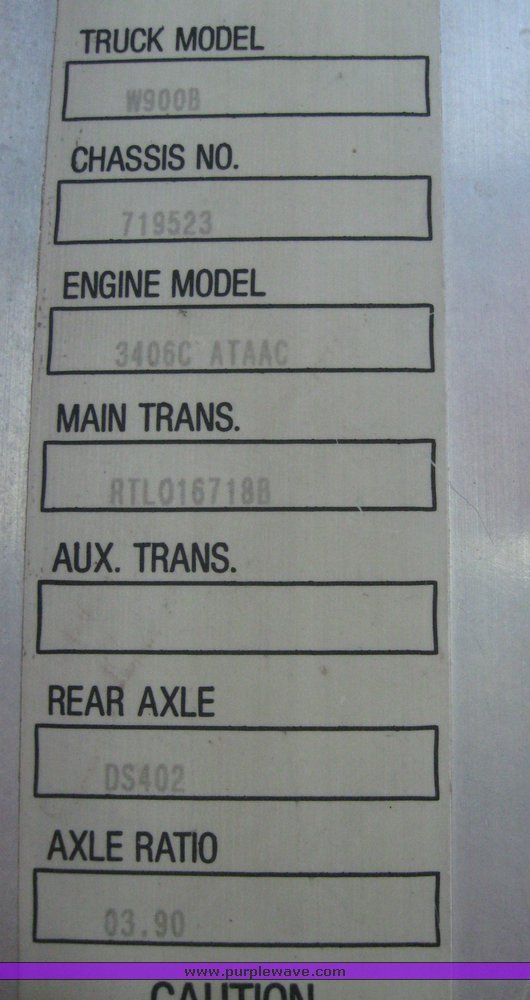 TRUCK MODEL
W900B
CHASSIS NO.
719523
ENGINE MODEL
3406C ATAAC
MAIN TRANS.
RTLO16718B
AUX. TRANS.
REAR AXLE
DS402
AXLE RATIO
03.90
www.purplewave.com
CAUTION